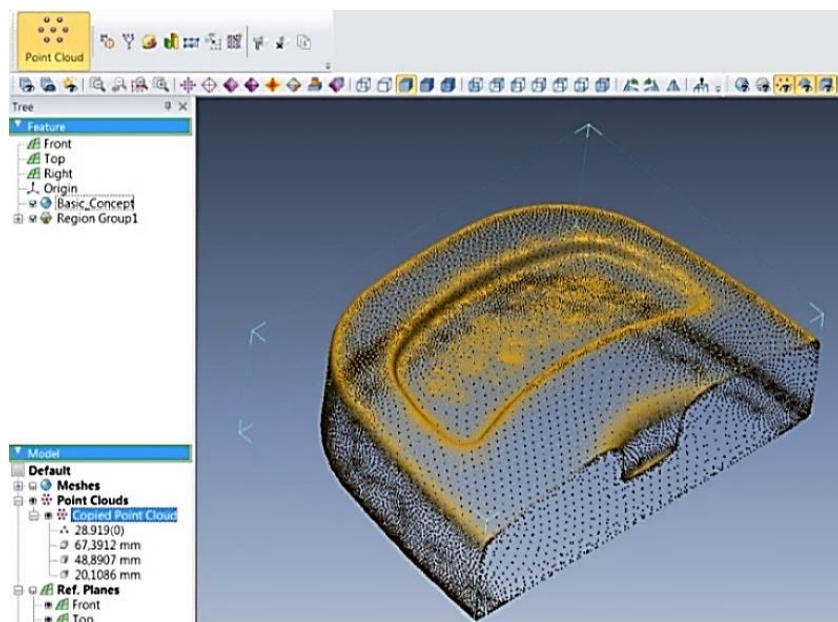 Point Cloud
Tree
Feature
Front
Top
Right
Origin
Basic_Concept
Region Group1
Model
Default
Meshes
Point Clouds
Copied Point Cloud
28.919(0)
67,3912 mm
48,8907 mm
20,1086 mm
Ref. Planes
Front
Top